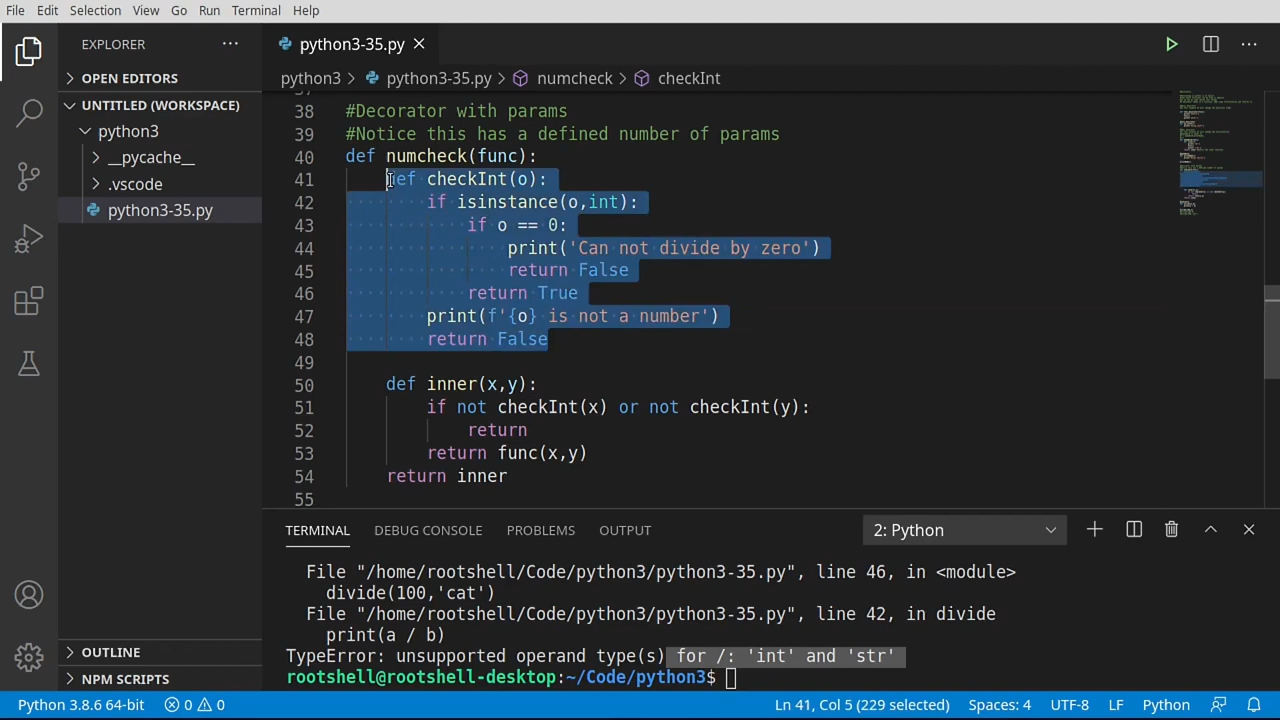 File Edit Selection View Go Run Terminal Help
EXPLORER
python3-35.py
OPEN EDITORS
python3 > python3-35.py > numcheck > checkInt
UNTITLED (WORKSPACE)
python3
__pycache__
.vscode
python3-35.py
38 #Decorator with params
39 #Notice this has a defined number of params
40 def numcheck(func):
41 def checkInt(o):
42 if isinstance(o,int):
43 if o == 0:
44 print('Can not divide by zero')
45 return False
46 return True
47 print(f'{o} is not a number')
48 return False
49
50 def inner(x,y):
51 if not checkInt(x) or not checkInt(y):
52 return
53 return func(x,y)
54 return inner
55
TERMINAL DEBUG CONSOLE PROBLEMS OUTPUT 2: Python
File "/home/rootshell/Code/python3/python3-35.py", line 46, in <module>
divide(100,'cat')
File "/home/rootshell/Code/python3/python3-35.py", line 42, in divide
print(a / b)
TypeError: unsupported operand type(s) for /: 'int' and 'str'
rootshell@rootshell-desktop:~/Code/python3$
OUTLINE
NPM SCRIPTS
Python 3.8.6 64-bit 0 0 Ln 41, Col 5 (229 selected) Spaces: 4 UTF-8 LF Python